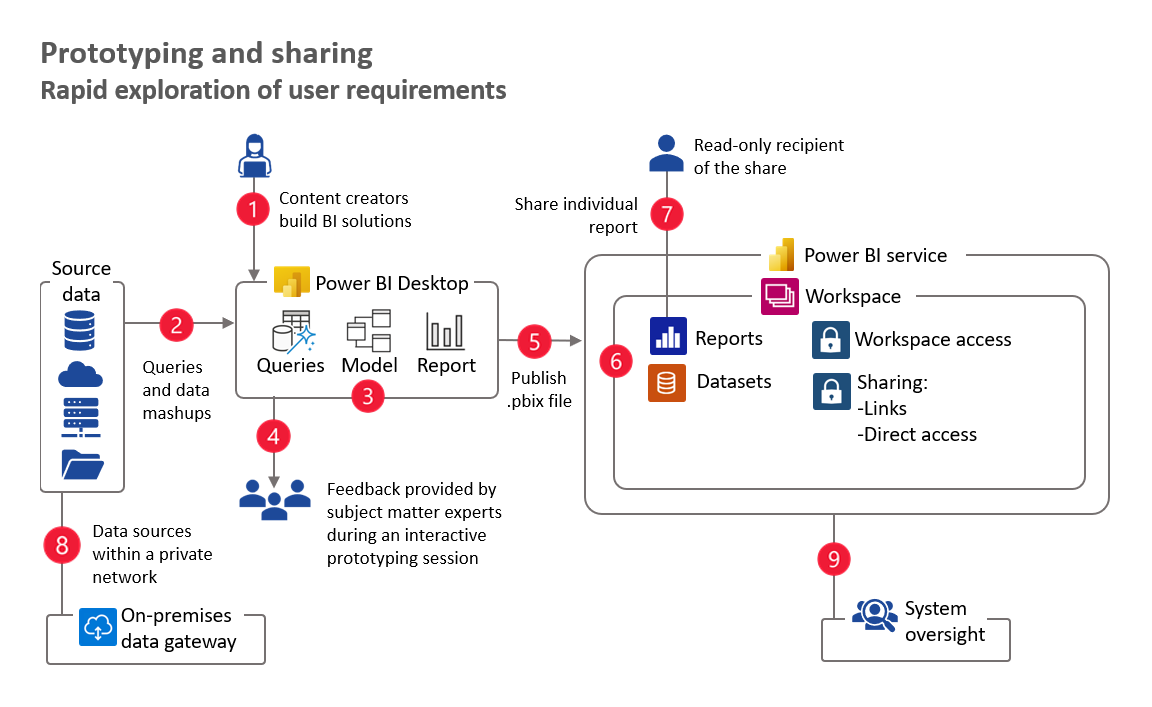 Prototyping and sharing
Rapid exploration of user requirements
1
Content creators
build BI solutions
Read-only recipient
of the share
7
Share individual
report
Source
data
2
Queries
and data
mashups
Power BI Desktop
Queries
Model
Report
3
4
Feedback provided by
subject matter experts
during an interactive
prototyping session
5
Publish
.pbix file
Power BI service
Workspace
6
Reports
Datasets
Workspace access
Sharing:
-Links
-Direct access
8
Data sources
within a private
network
On-premises
data gateway
9
System
oversight